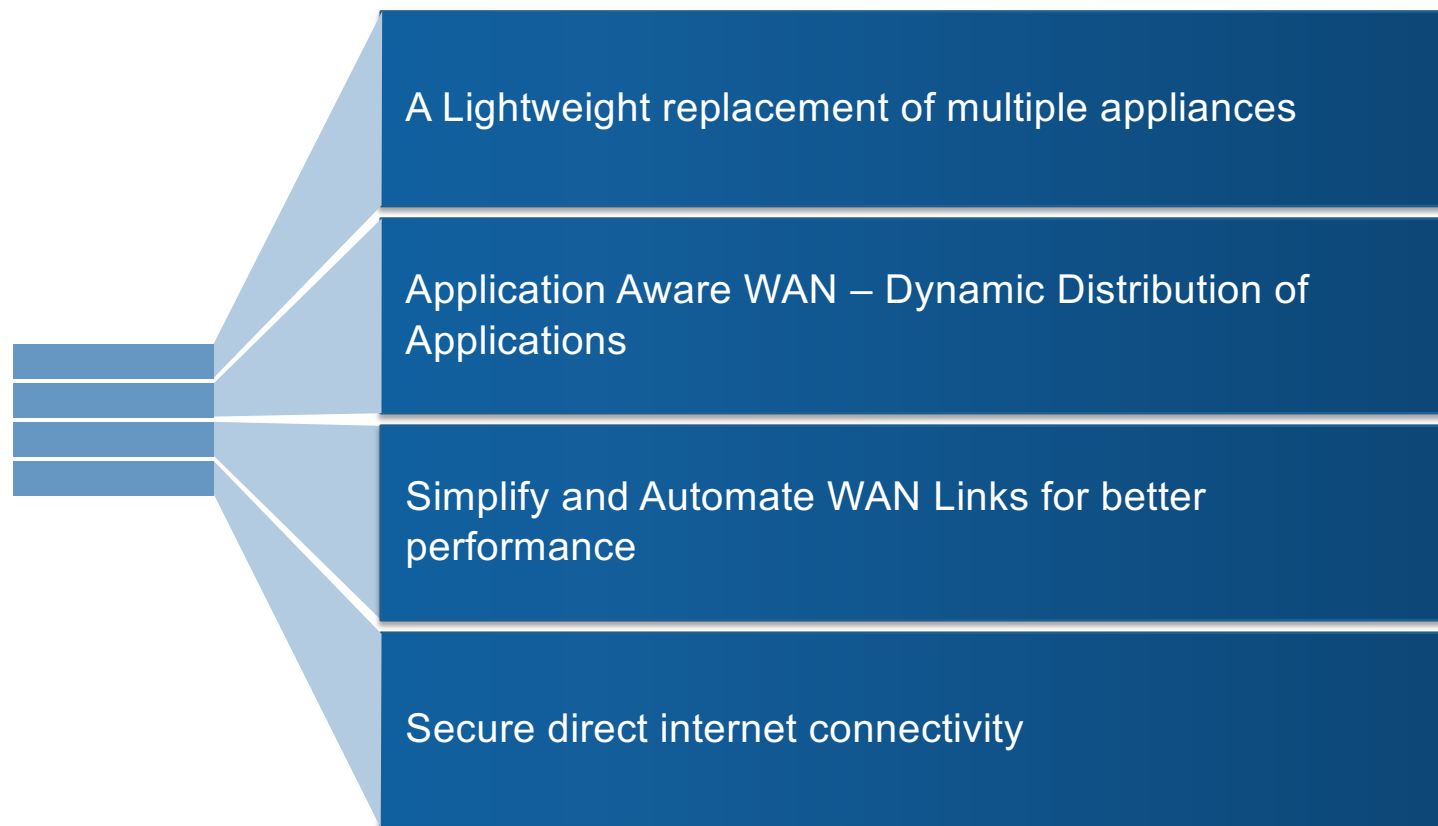 A Lightweight replacement of multiple appliances
Application Aware WAN – Dynamic Distribution of
Applications
Simplify and Automate WAN Links for better
performance
Secure direct internet connectivity